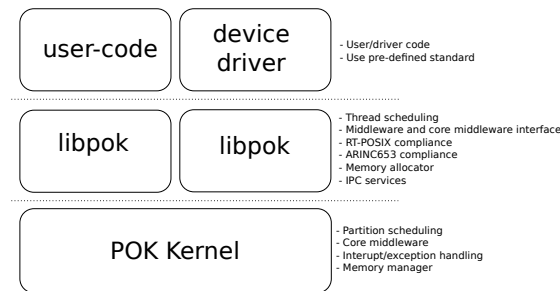 user-code
device
driver
- User/driver code
- Use pre-defined standard
libpok
libpok
- Thread scheduling
- Middleware and core middleware interface
- RT-POSIX compliance
- ARINC653 compliance
- Memory allocator
- IPC services
POK Kernel
- Partition scheduling
- Core middleware
- Interupt/exception handling
- Memory manager